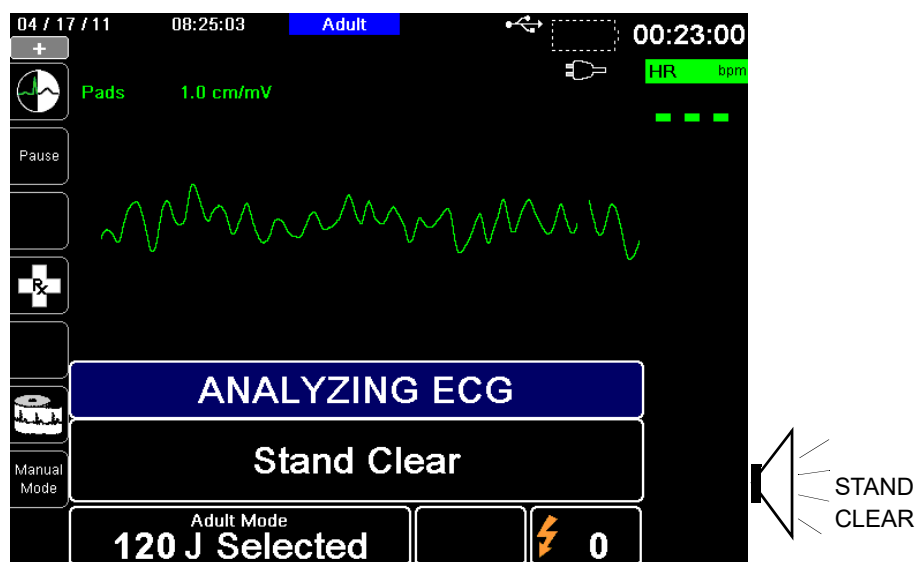 04 / 17 / 11 08:25:03 Adult 00:23:00
+
HR bpm
Pads 1.0 cm/mV
- - -
Pause
Rx
ANALYZING ECG
Stand Clear
Manual
Mode
STAND
CLEAR
Adult Mode
120 J Selected 0